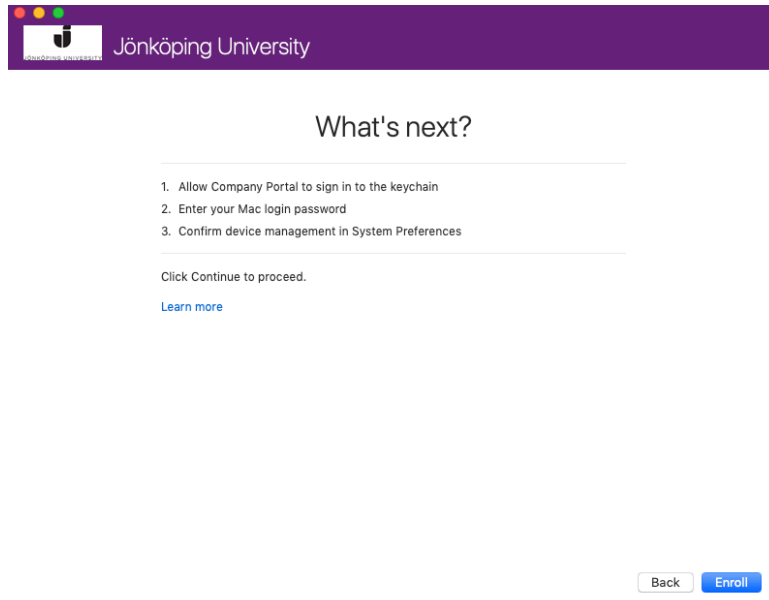 JÖNKÖPING UNIVERSITY
Jönköping University
What's next?
1. Allow Company Portal to sign in to the keychain
2. Enter your Mac login password
3. Confirm device management in System Preferences
Click Continue to proceed.
Learn more
Back Enroll